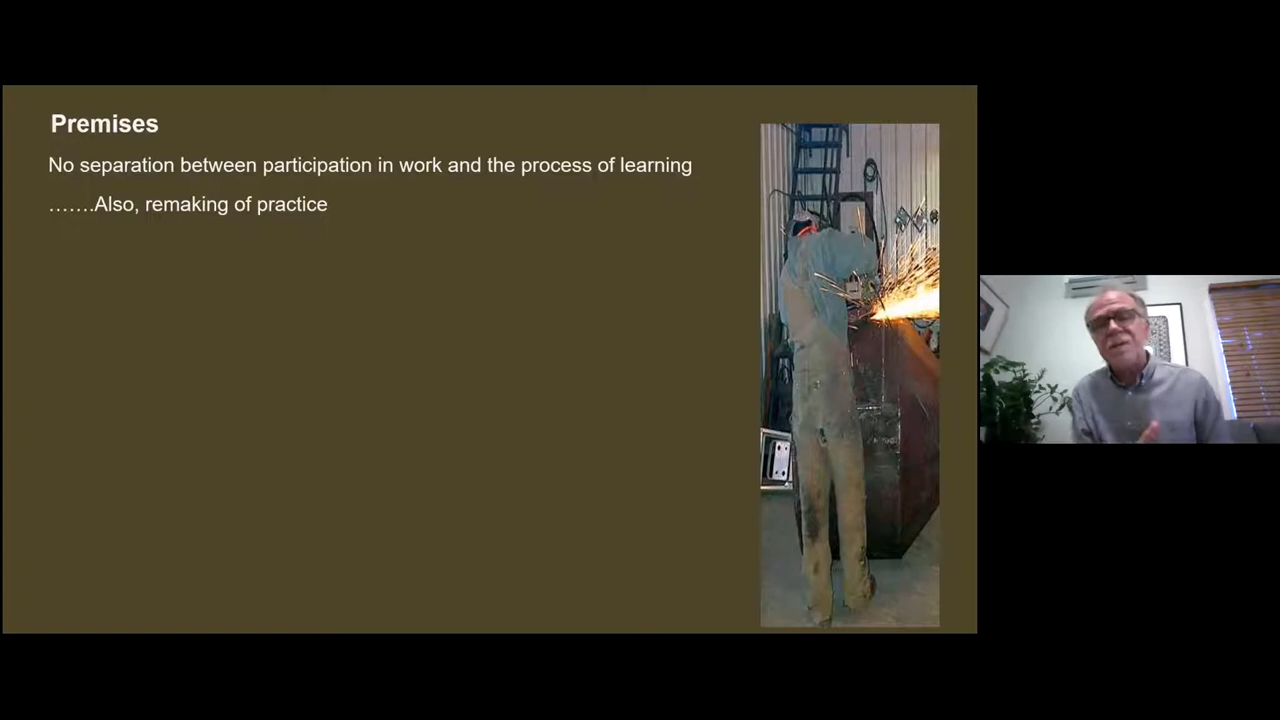 Premises
No separation between participation in work and the process of learning
…….Also, remaking of practice